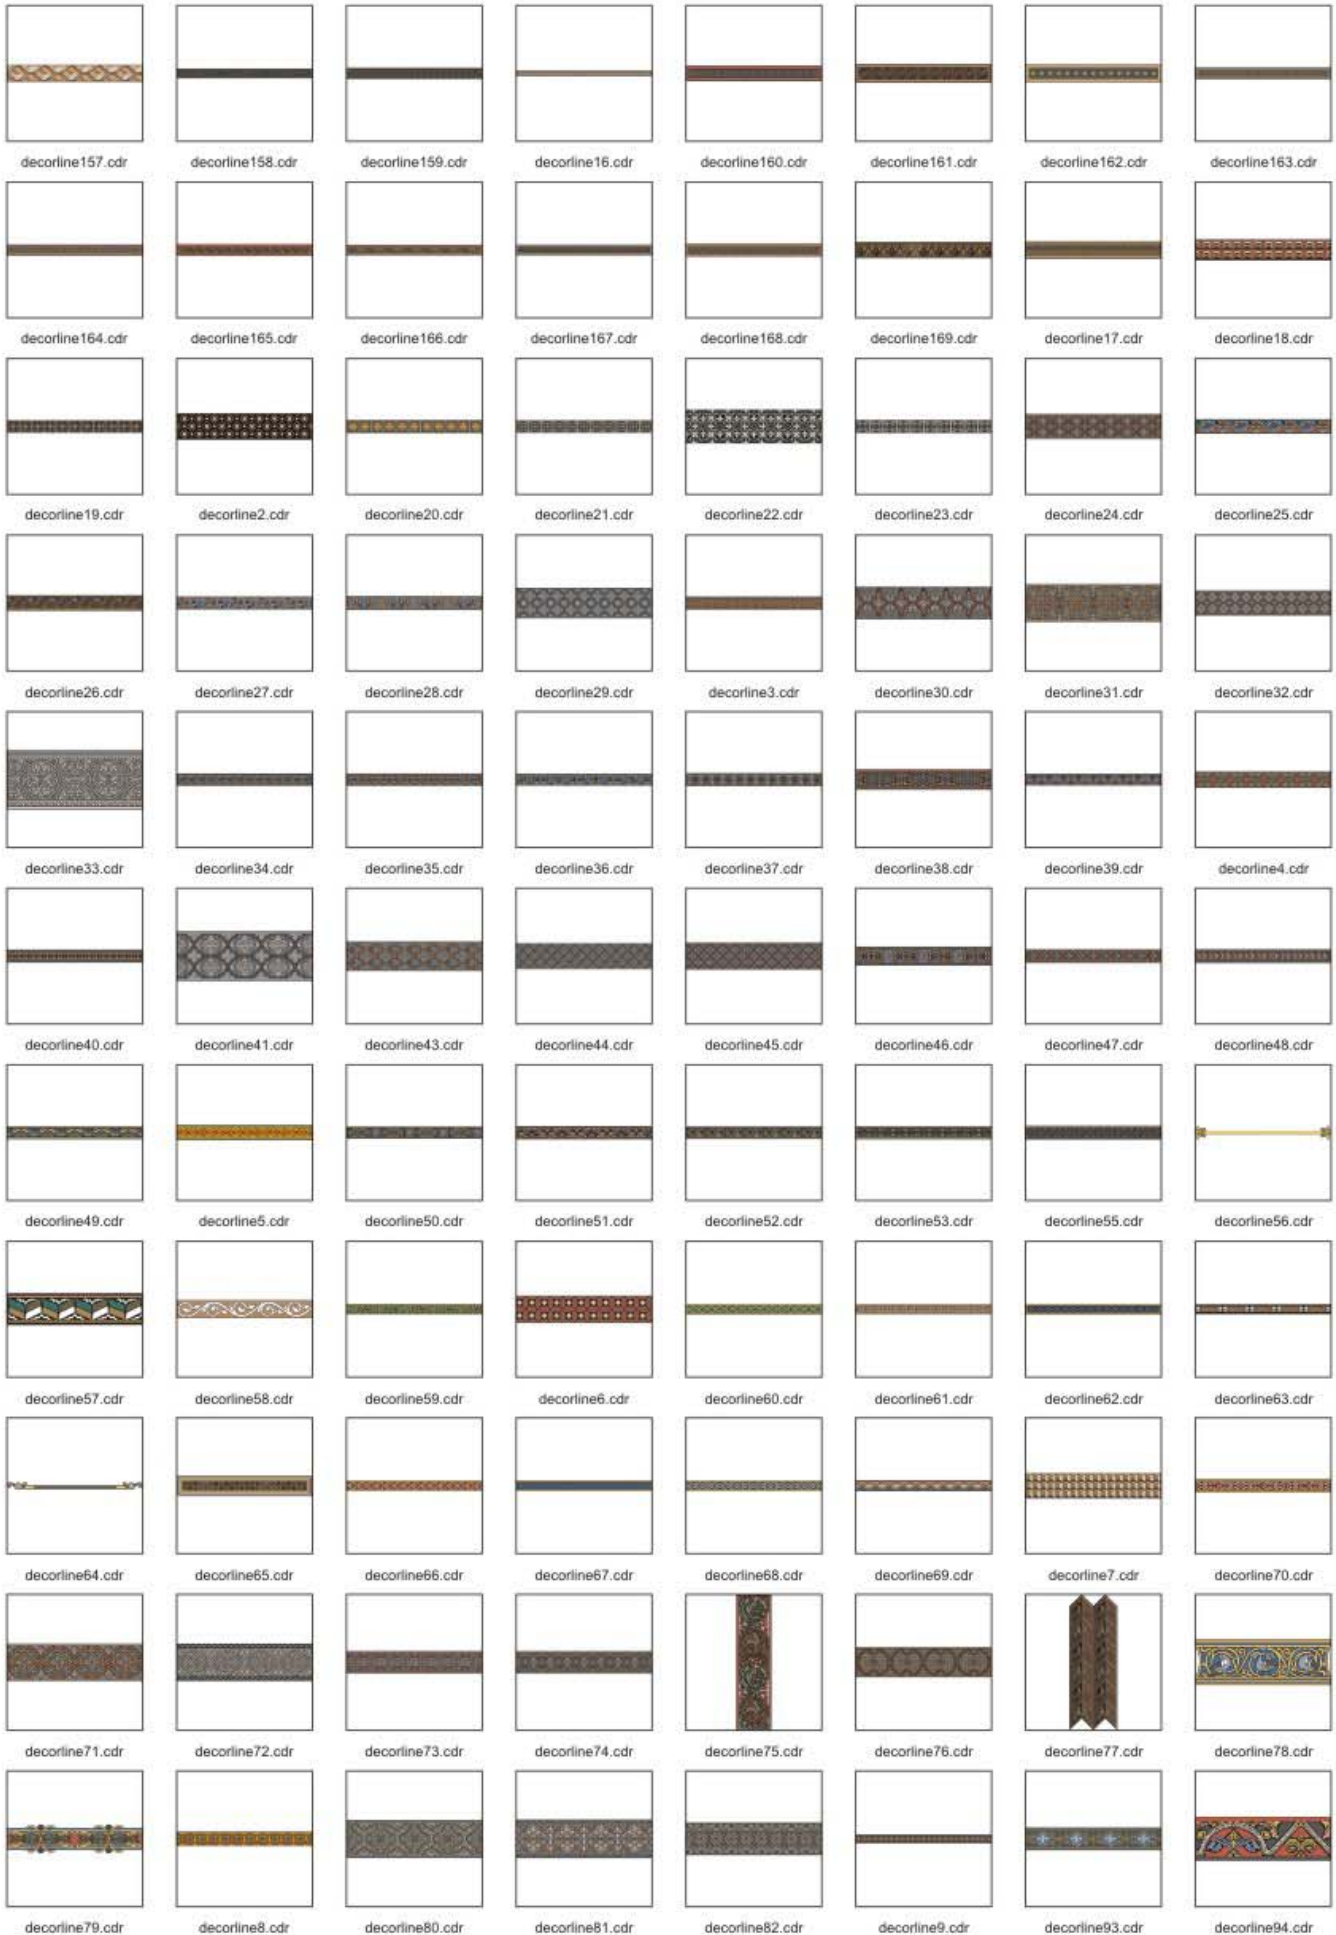 decorline157.cdr decorline158.cdr decorline159.cdr decorline16.cdr decorline160.cdr decorline161.cdr decorline162.cdr decorline163.cdr
decorline164.cdr decorline165.cdr decorline166.cdr decorline167.cdr decorline168.cdr decorline169.cdr decorline17.cdr decorline18.cdr
decorline19.cdr decorline2.cdr decorline20.cdr decorline21.cdr decorline22.cdr decorline23.cdr decorline24.cdr decorline25.cdr
decorline26.cdr decorline27.cdr decorline28.cdr decorline29.cdr decorline3.cdr decorline30.cdr decorline31.cdr decorline32.cdr
decorline33.cdr decorline34.cdr decorline35.cdr decorline36.cdr decorline37.cdr decorline38.cdr decorline39.cdr decorline4.cdr
decorline40.cdr decorline41.cdr decorline43.cdr decorline44.cdr decorline45.cdr decorline46.cdr decorline47.cdr decorline48.cdr
decorline49.cdr decorline5.cdr decorline50.cdr decorline51.cdr decorline52.cdr decorline53.cdr decorline55.cdr decorline56.cdr
decorline57.cdr decorline58.cdr decorline59.cdr decorline6.cdr decorline60.cdr decorline61.cdr decorline62.cdr decorline63.cdr
decorline64.cdr decorline65.cdr decorline66.cdr decorline67.cdr decorline68.cdr decorline69.cdr decorline7.cdr decorline70.cdr
decorline71.cdr decorline72.cdr decorline73.cdr decorline74.cdr decorline75.cdr decorline76.cdr decorline77.cdr decorline78.cdr
decorline79.cdr decorline8.cdr decorline80.cdr decorline81.cdr decorline82.cdr decorline9.cdr decorline93.cdr decorline94.cdr